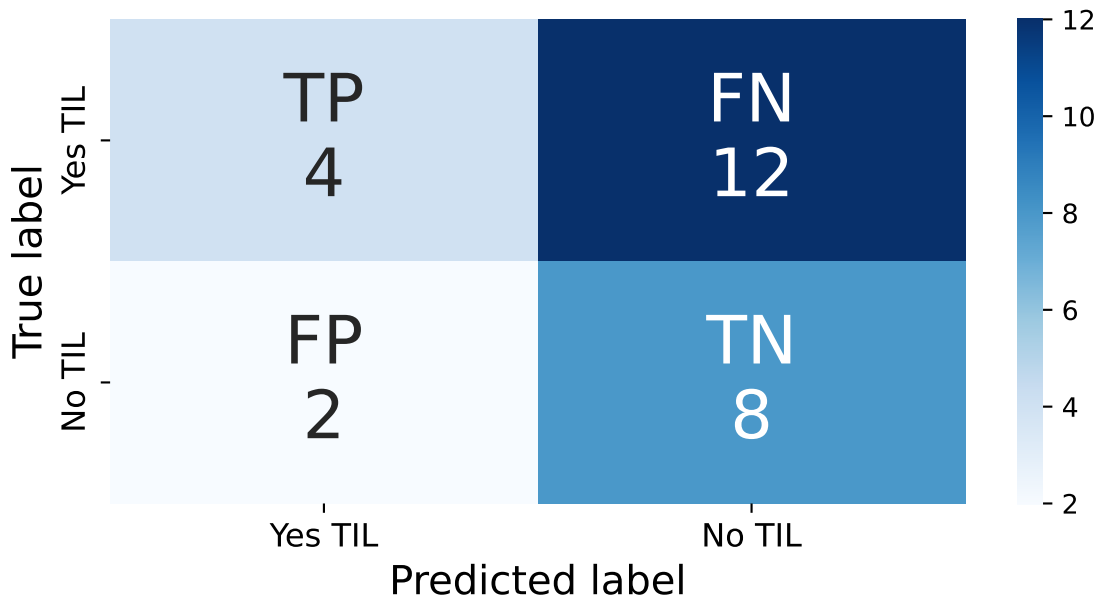 True label
Yes TIL
No TIL
TP
4
FN
12
FP
2
TN
8
Yes TIL
No TIL
Predicted label
12
10
8
6
4
2